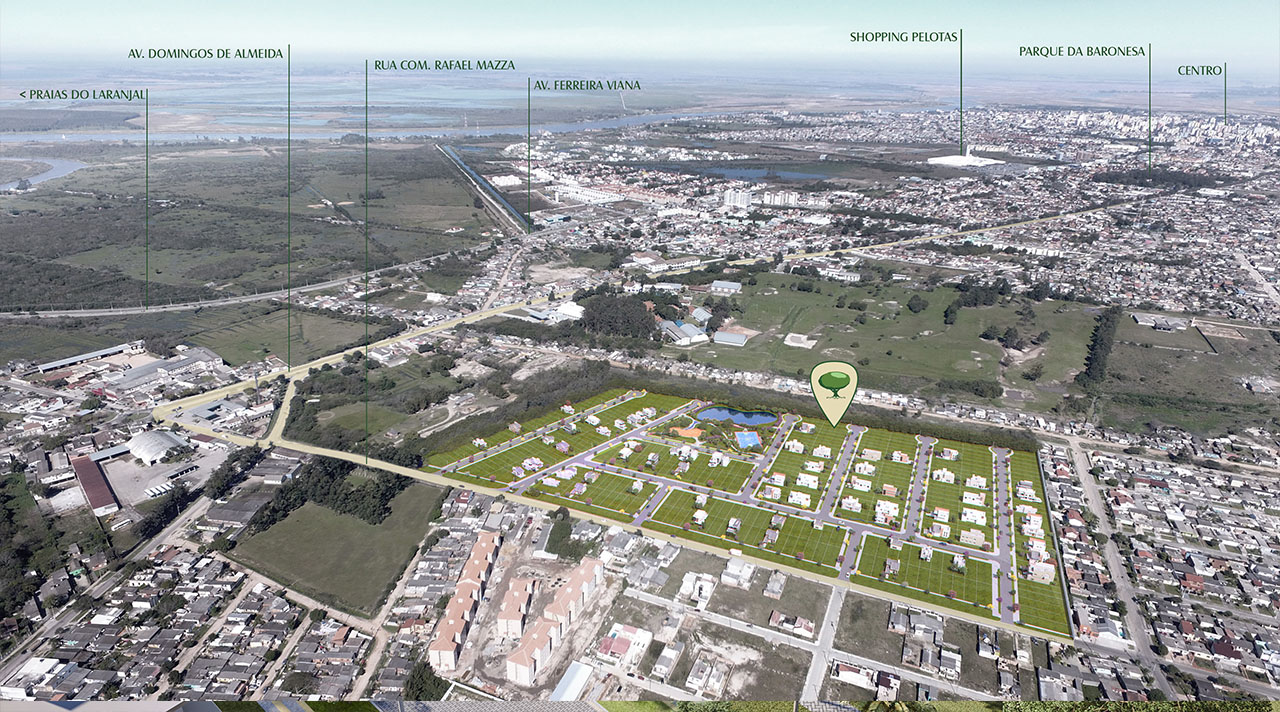 SHOPPING PELOTAS
AV. DOMINGOS DE ALMEIDA
PARQUE DA BARONESA
RUA COM. RAFAEL MAZZA
CENTRO
AV. FERREIRA VIANA
< PRAIAS DO LARANJAL